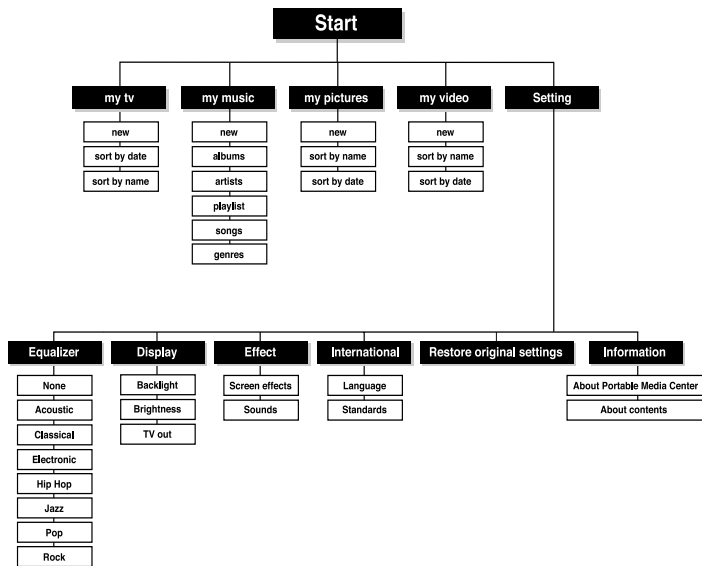 Start
my tv
my music
my pictures
my video
Setting
new
sort by date
sort by name
new
albums
artists
playlist
songs
genres
new
sort by name
sort by date
new
sort by name
sort by date
Equalizer
Display
Effect
International
Restore original settings
Information
None
Acoustic
Classical
Electronic
Hip Hop
Jazz
Pop
Rock
Backlight
Brightness
TV out
Screen effects
Sounds
Language
Standards
About Portable Media Center
About contents